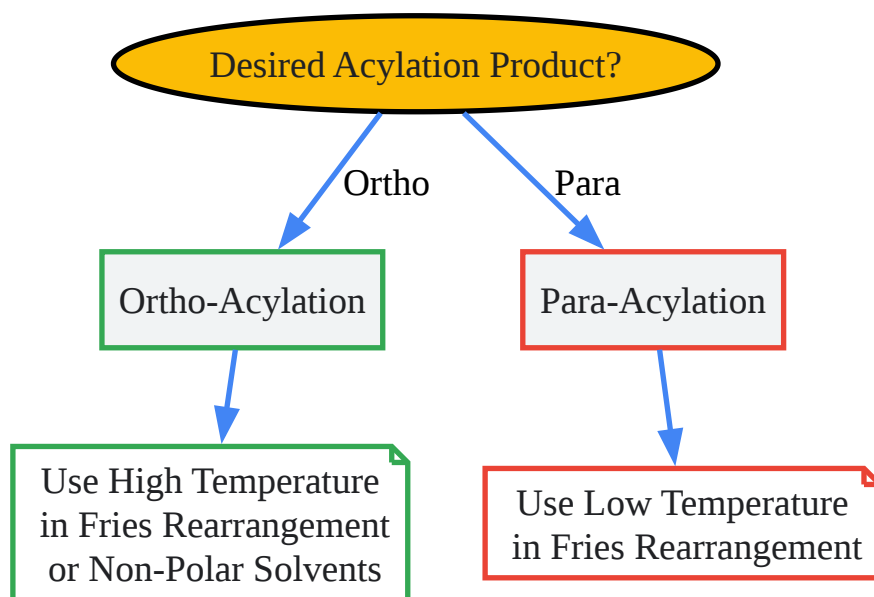 Desired Acylation Product?
Ortho
Para
Ortho-Acylation
Para-Acylation
Use High Temperature
in Fries Rearrangement
or Non-Polar Solvents
Use Low Temperature
in Fries Rearrangement